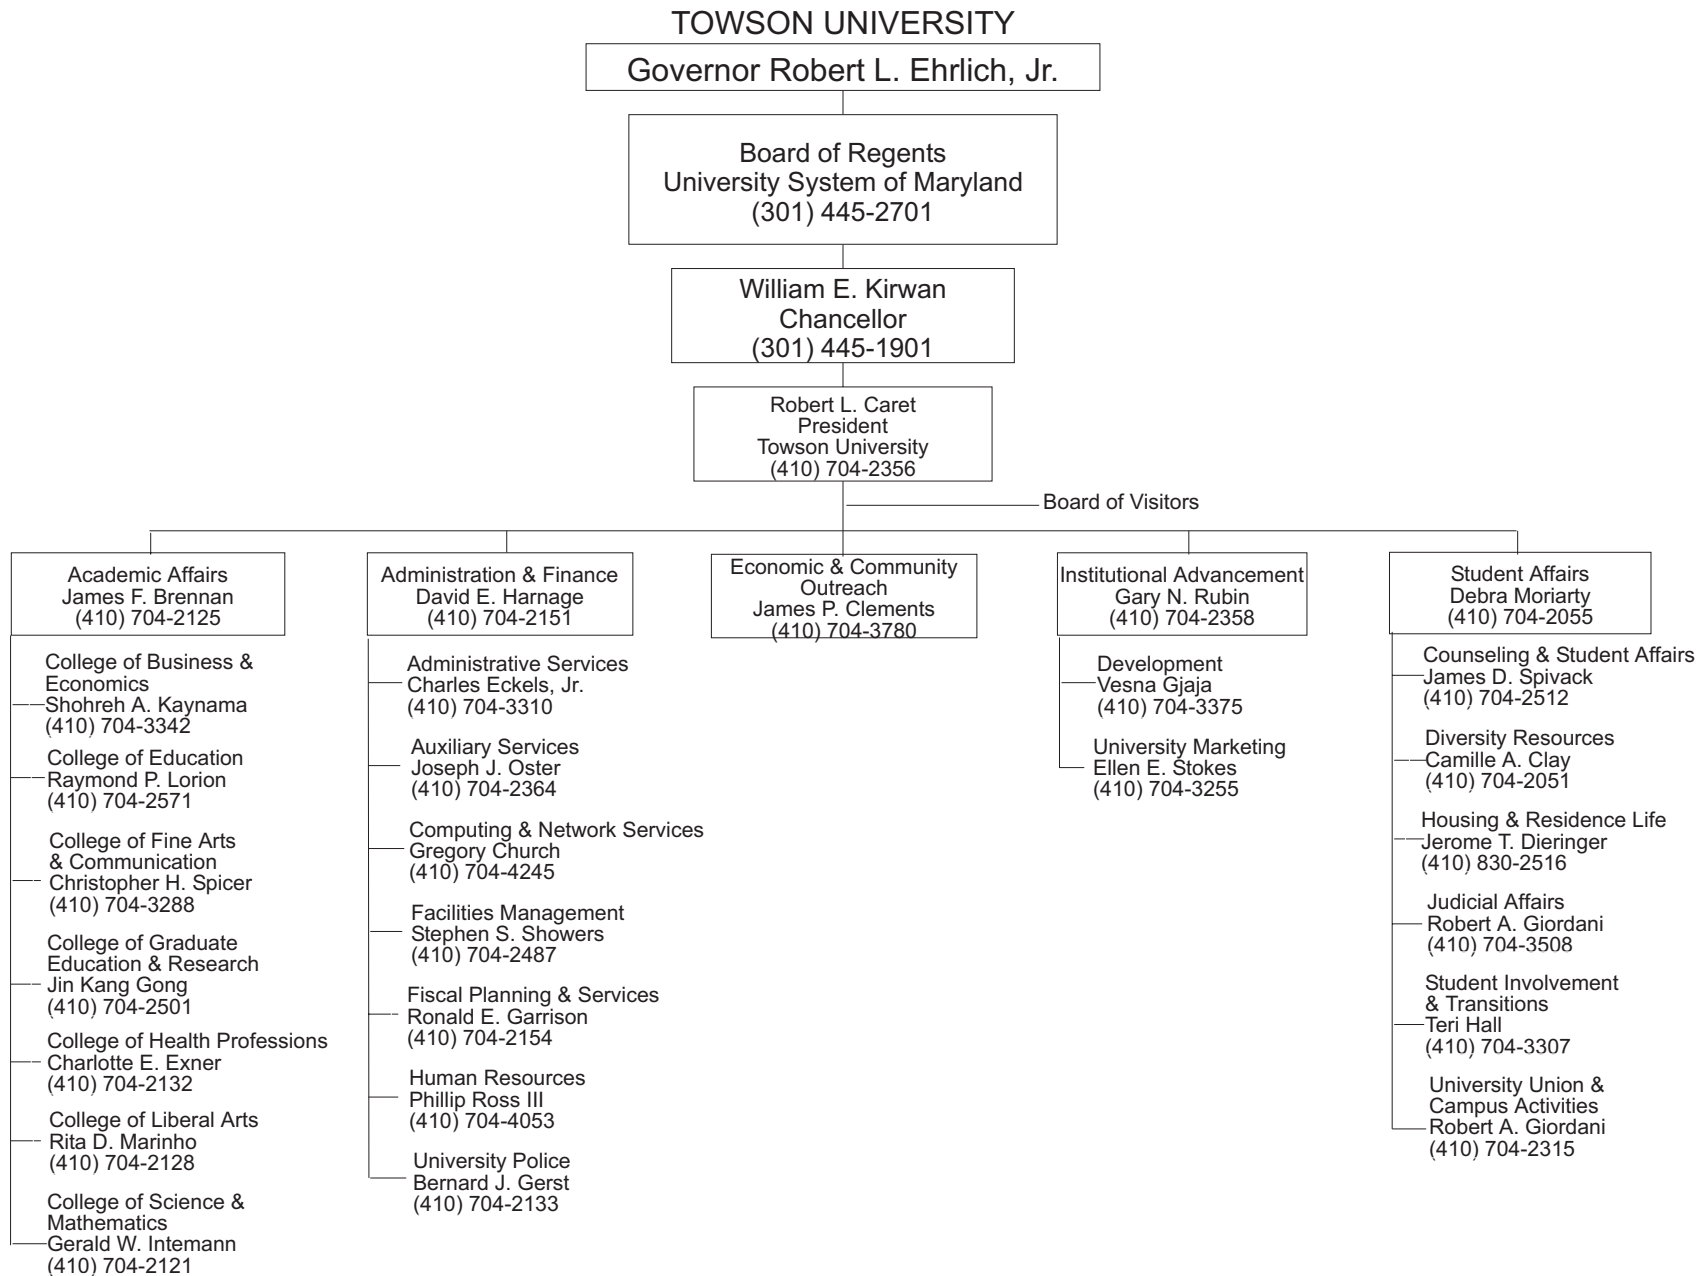 TOWSON UNIVERSITY
Governor Robert L. Ehrlich, Jr.
Board of Regents
University System of Maryland
(301) 445-2701
William E. Kirwan
Chancellor
(301) 445-1901
Robert L. Caret
President
Towson University
(410) 704-2356
Board of Visitors
Academic Affairs
James F. Brennan
(410) 704-2125
College of Business &
Economics
Shohreh A. Kaynama
(410) 704-3342
College of Education
Raymond P. Lorion
(410) 704-2571
College of Fine Arts
& Communication
Christopher H. Spicer
(410) 704-3288
College of Graduate
Education & Research
Jin Kang Gong
(410) 704-2501
College of Health Professions
Charlotte E. Exner
(410) 704-2132
College of Liberal Arts
Rita D. Marinho
(410) 704-2128
College of Science &
Mathematics
Gerald W. Intemann
(410) 704-2121
Administration & Finance
David E. Harnage
(410) 704-2151
Administrative Services
Charles Eckels, Jr.
(410) 704-3310
Auxiliary Services
Joseph J. Oster
(410) 704-2364
Computing & Network Services
Gregory Church
(410) 704-4245
Facilities Management
Stephen S. Showers
(410) 704-2487
Fiscal Planning & Services
Ronald E. Garrison
(410) 704-2154
Human Resources
Phillip Ross III
(410) 704-4053
University Police
Bernard J. Gerst
(410) 704-2133
Economic & Community
Outreach
James P. Clements
(410) 704-3780
Institutional Advancement
Gary N. Rubin
(410) 704-2358
Development
Vesna Gjaja
(410) 704-3375
University Marketing
Ellen E. Stokes
(410) 704-3255
Student Affairs
Debra Moriarty
(410) 704-2055
Counseling & Student Affairs
James D. Spivack
(410) 704-2512
Diversity Resources
Camille A. Clay
(410) 704-2051
Housing & Residence Life
Jerome T. Dieringer
(410) 830-2516
Judicial Affairs
Robert A. Giordani
(410) 704-3508
Student Involvement
& Transitions
Teri Hall
(410) 704-3307
University Union &
Campus Activities
Robert A. Giordani
(410) 704-2315